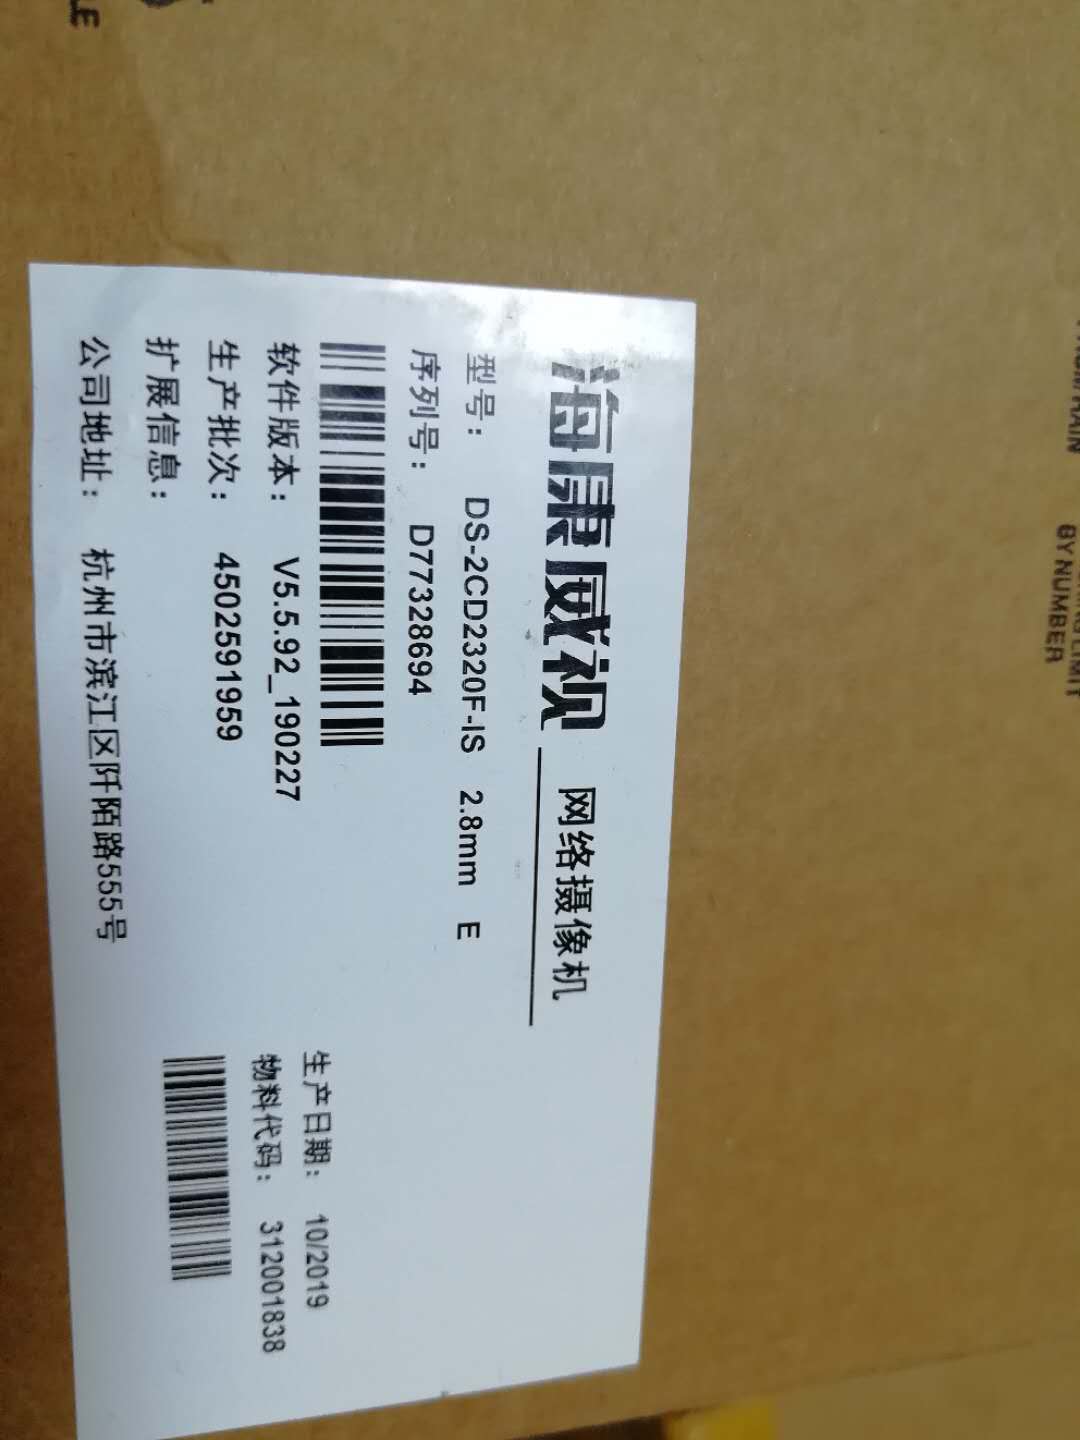 海康威视 网络摄像机
型号： DS-2CD2320F-IS 2.8mm E
序列号： D77328694
软件版本： V5.5.92_190227
生产批次： 4502591959
扩展信息：
公司地址： 杭州市滨江区阡陌路555号
生产日期： 10/2019
物料代码： 312001838
LIMIT
BY NUMBER